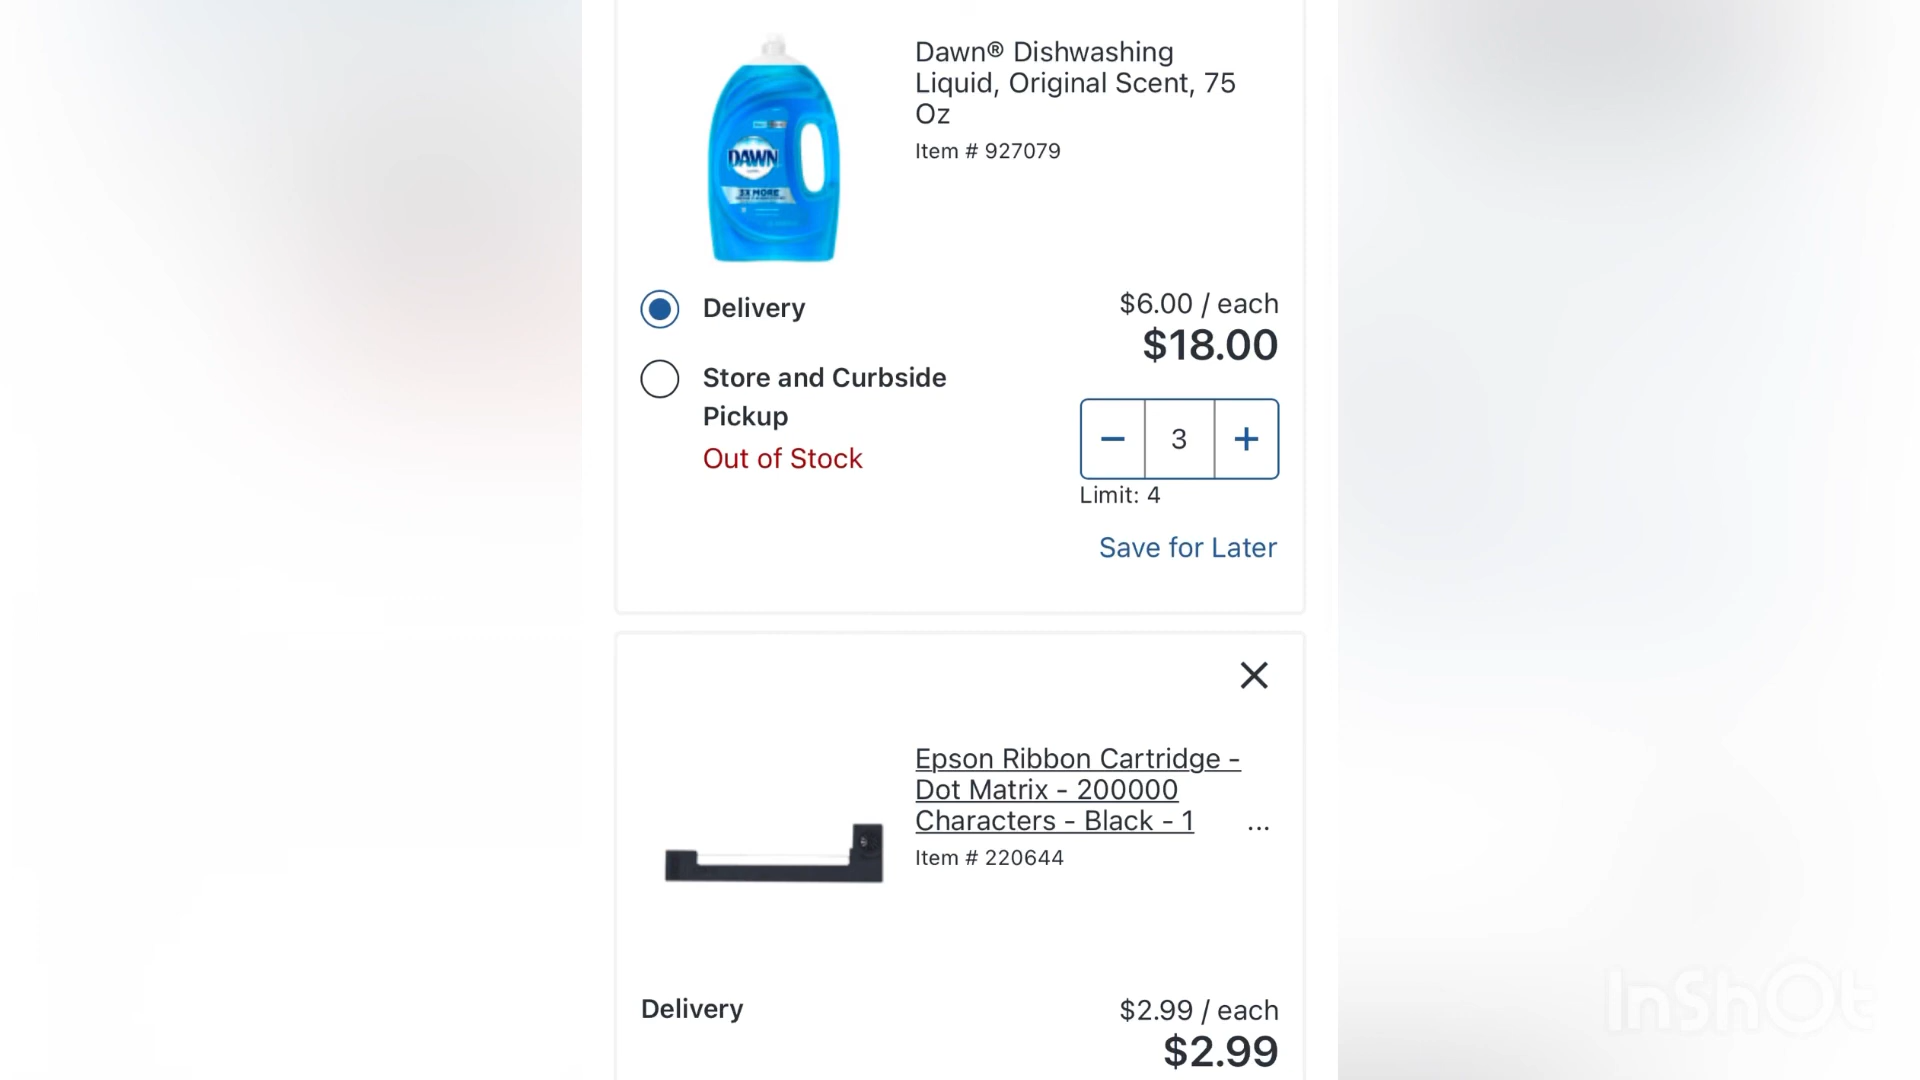 Dawn® Dishwashing
Liquid, Original Scent, 75
Oz
Item # 927079
DAWN
3X MORE
Delivery
$6.00 / each
$18.00
Store and Curbside
Pickup
Out of Stock
3
Limit: 4
Save for Later
Epson Ribbon Cartridge -
Dot Matrix - 200000
Characters - Black - 1 ...
Item # 220644
Delivery
$2.99 / each
$2.99
InShOt